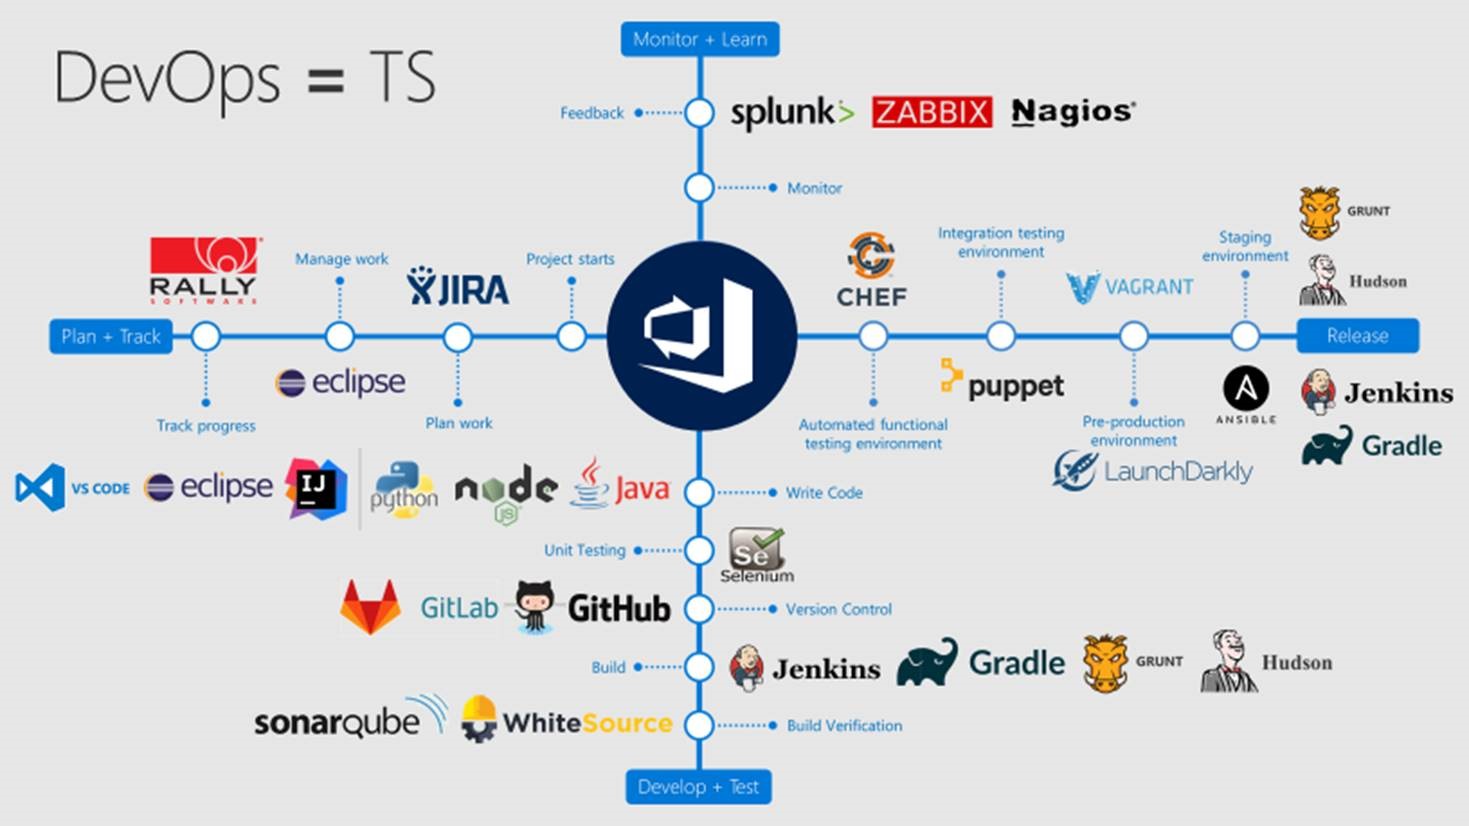 DevOps = TS
Monitor + Learn
Feedback
splunk>
ZABBIX
Nagios®
Monitor
RALLY
SOFTWARE
Manage work
JIRA
Project starts
CHEF
Integration testing
environment
VAGRANT
Staging
environment
GRUNT
Hudson
Plan + Track
Release
Track progress
eclipse
Plan work
Automated functional
testing environment
puppet
Pre-production
environment
LaunchDarkly
A
ANSIBLE
Jenkins
Gradle
VS CODE
eclipse
IJ
python
node
JS
Java
Write Code
Unit Testing
Se
Selenium
GitLab
GitHub
Version Control
Build
Jenkins
Gradle
GRUNT
Hudson
sonarqube
WhiteSource
Build Verification
Develop + Test